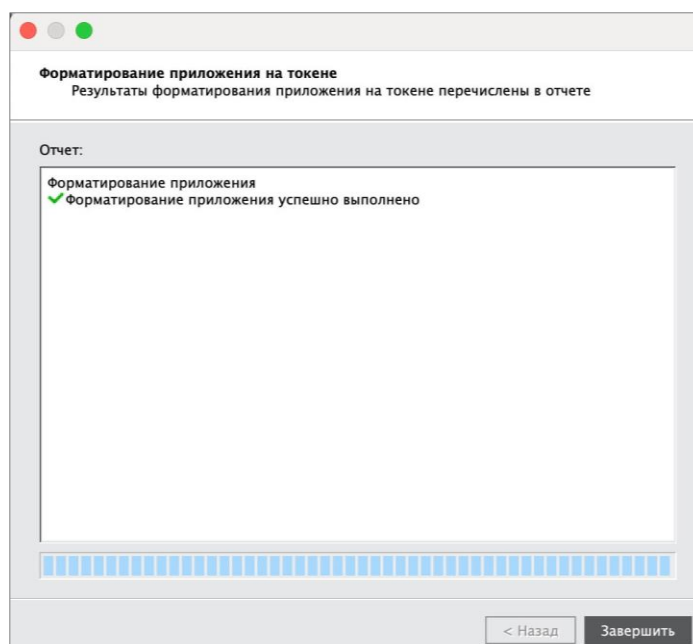 Форматирование приложения на токене
Результаты форматирования приложения на токене перечислены в отчете
Отчет:
Форматирование приложения
Форматирование приложения успешно выполнено
< Назад
Завершить